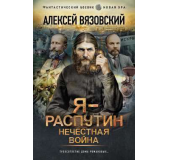 ФАНТАСТИЧЕСКИЙ БОЕВИК НОВАЯ ЭРА
АЛЕКСЕЙ ВЯЗОВСКИЙ
Я-
РАСПУТИН
НЕЧЕСТНАЯ
ВОЙНА